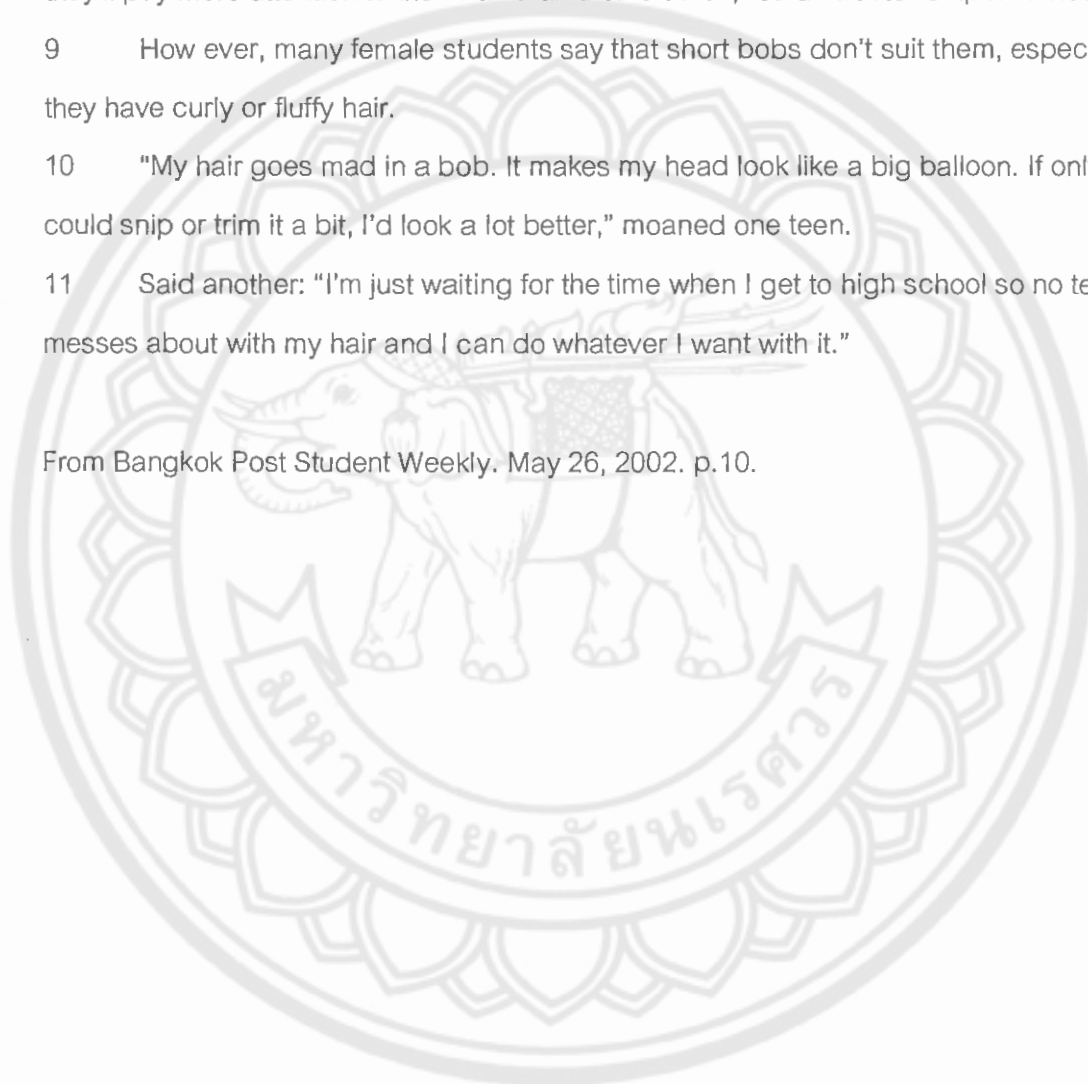 9 How ever, many female students say that short bobs don't suit them, espec
they have curly or fluffy hair.
10 "My hair goes mad in a bob. It makes my head look like a big balloon. If onl
could snip or trim it a bit, I'd look a lot better," moaned one teen.
11 Said another: "I'm just waiting for the time when I get to high school so no te
messes about with my hair and I can do whatever I want with it."
From Bangkok Post Student Weekly. May 26, 2002. p.10.
มหาวิทยาลัยนเรศวร